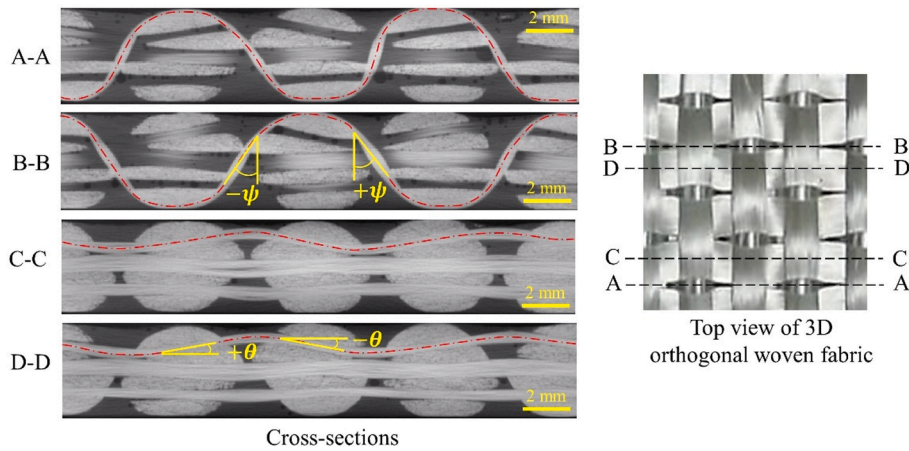 A-A
2 mm
B-B
-ψ
+ψ
2 mm
C-C
2 mm
D-D
+θ
-θ
2 mm
Cross-sections
B B
D D
C C
A A
Top view of 3D
orthogonal woven fabric